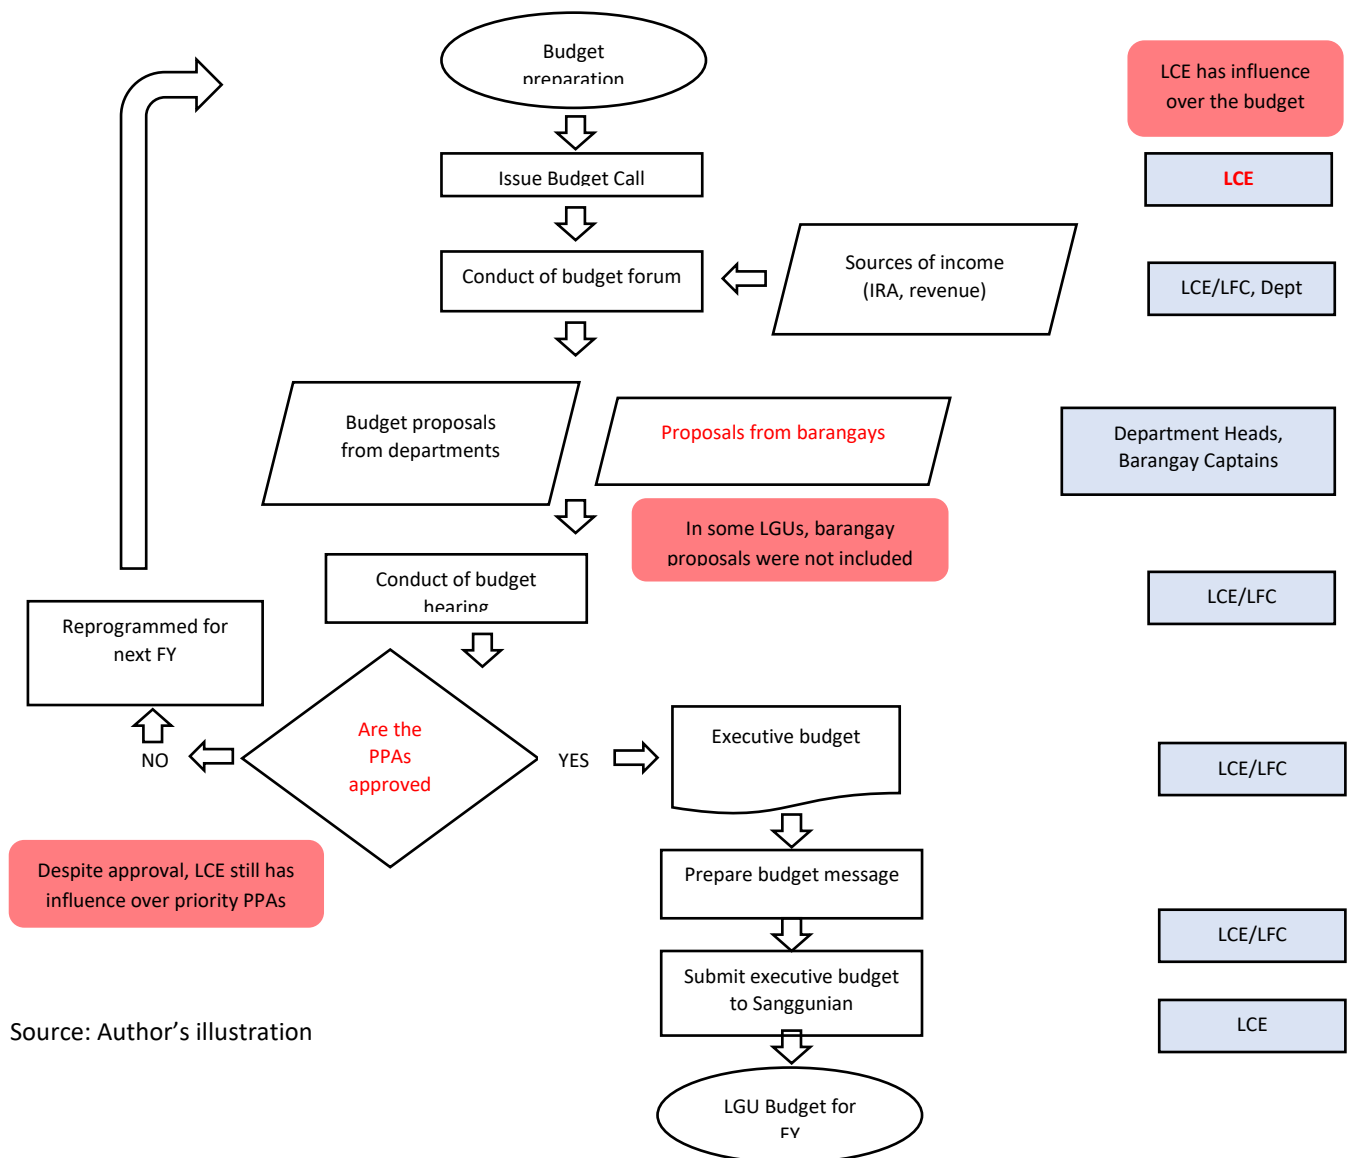 Budget
preparation
LCE has influence
over the budget
Issue Budget Call
LCE
Conduct of budget forum
Sources of income
(IRA, revenue)
LCE/LFC, Dept
Budget proposals
from departments
Proposals from barangays
Department Heads,
Barangay Captains
In some LGUs, barangay
proposals were not included
Conduct of budget
hearing
LCE/LFC
Reprogrammed for
next FY
Are the
PPAs
approved
NO
YES
Executive budget
LCE/LFC
Despite approval, LCE still has
influence over priority PPAs
Prepare budget message
LCE/LFC
Submit executive budget
to Sanggunian
LCE
Source: Author’s illustration
LGU Budget for
FY